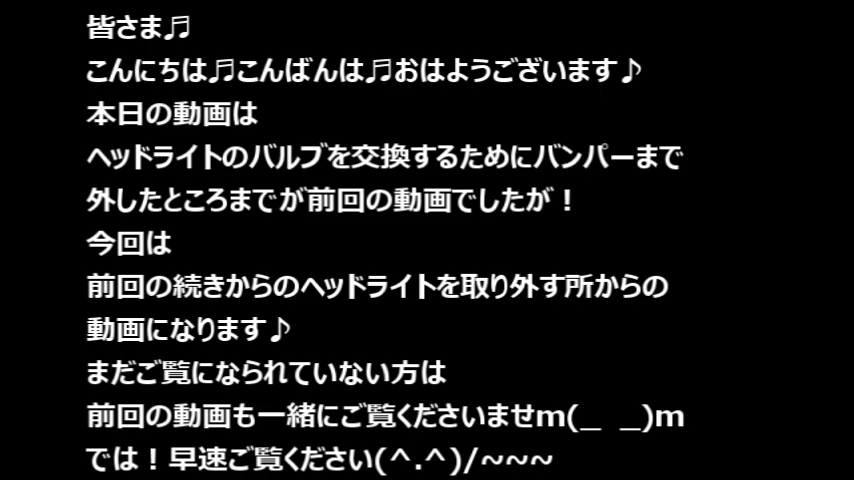 皆さま♬
こんにちは♬こんばんは♬おはようございます♪
本日の動画は
ヘッドライトのバルブを交換するためにバンパーまで
外したところまでが前回の動画でしたが！
今回は
前回の続きからのヘッドライトを取り外す所からの
動画になります♪
まだご覧になられていない方は
前回の動画も一緒にご覧くださいませm(_ _)m
では！早速ご覧ください(^.^)/~~~